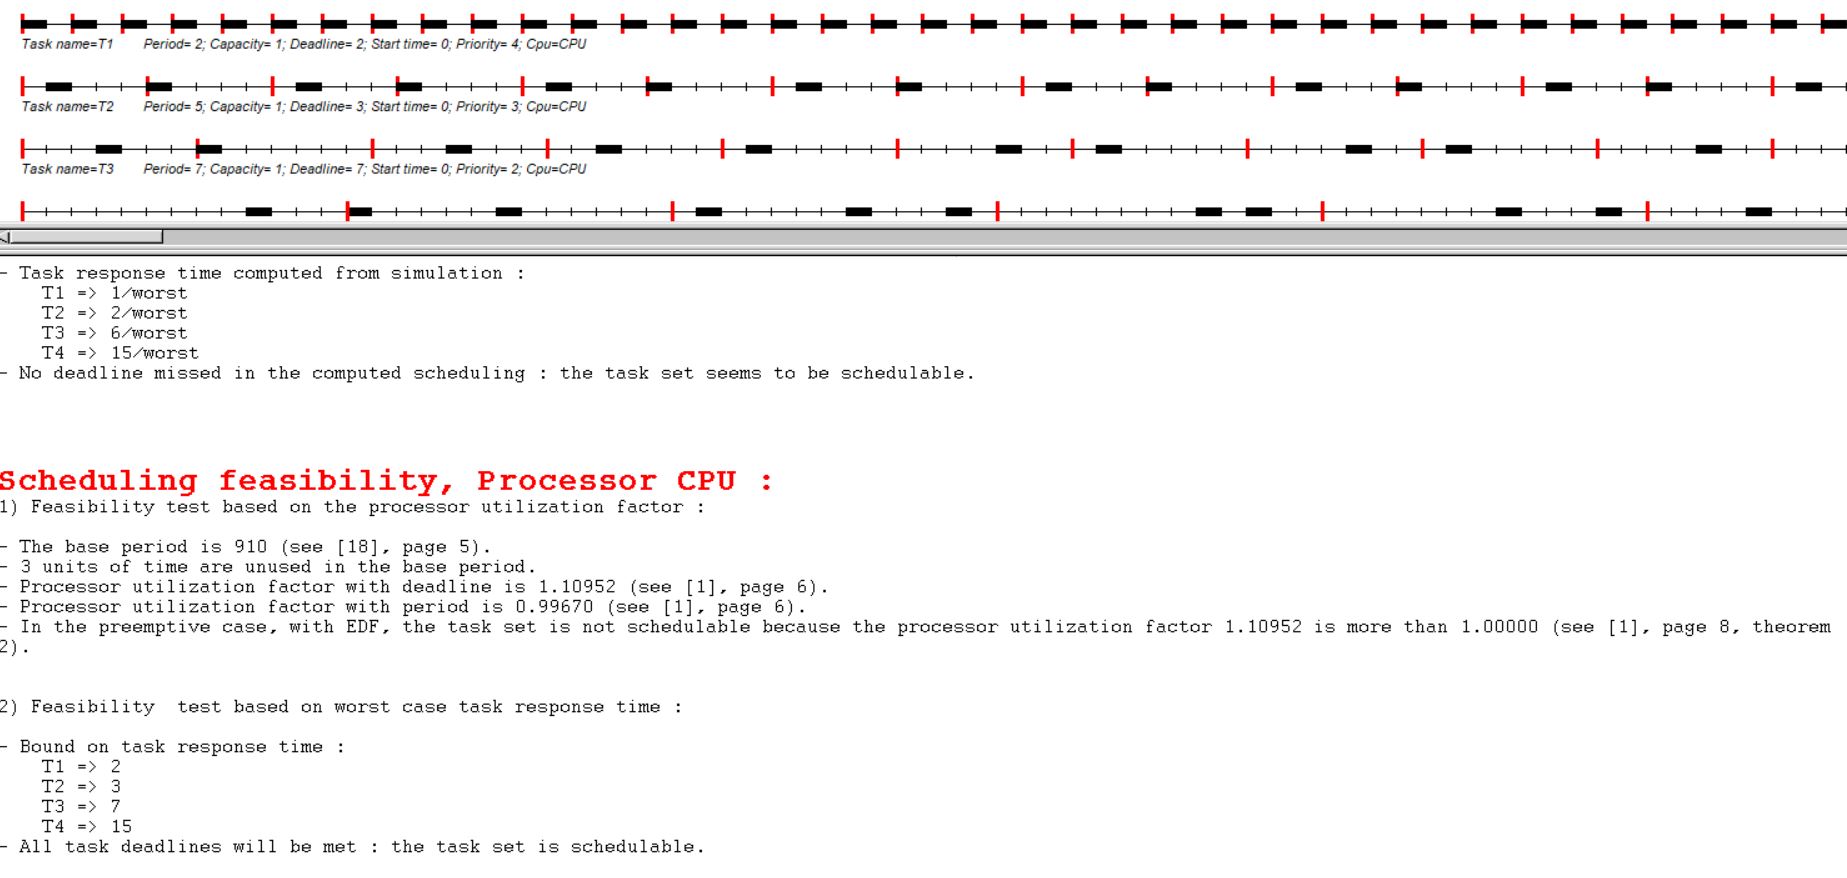 Task name=T1 Period= 2; Capacity= 1; Deadline= 2; Start time= 0; Priority= 4; Cpu=CPU
Task name=T2 Period= 5; Capacity= 1; Deadline= 3; Start time= 0; Priority= 3; Cpu=CPU
Task name=T3 Period= 7; Capacity= 1; Deadline= 7; Start time= 0; Priority= 2; Cpu=CPU
- Task response time computed from simulation :
T1 => 1/worst
T2 => 2/worst
T3 => 6/worst
T4 => 15/worst
- No deadline missed in the computed scheduling : the task set seems to be schedulable.
Scheduling feasibility, Processor CPU :
1) Feasibility test based on the processor utilization factor :
- The base period is 910 (see [18], page 5).
- 3 units of time are unused in the base period.
- Processor utilization factor with deadline is 1.10952 (see [1], page 6).
- Processor utilization factor with period is 0.99670 (see [1], page 6).
- In the preemptive case, with EDF, the task set is not schedulable because the processor utilization factor 1.10952 is more than 1.00000 (see [1], page 8, theorem
2).
2) Feasibility test based on worst case task response time :
- Bound on task response time :
T1 => 2
T2 => 3
T3 => 7
T4 => 15
- All task deadlines will be met : the task set is schedulable.